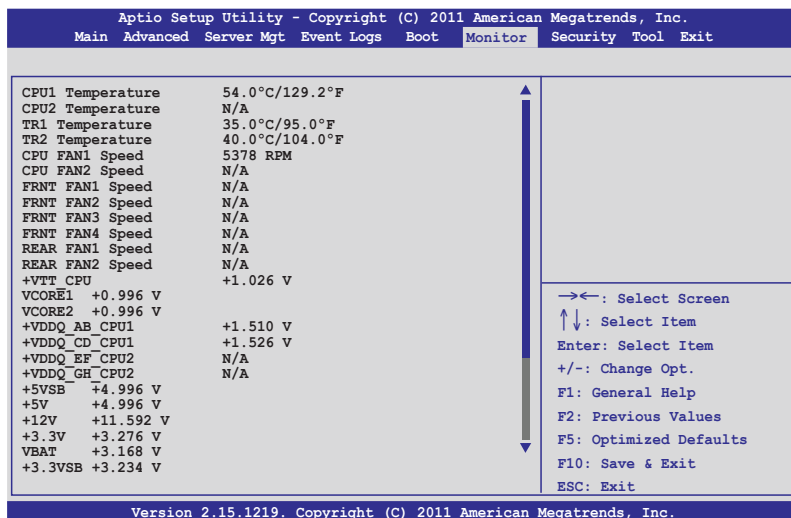 Aptio Setup Utility - Copyright (C) 2011 American Megatrends, Inc.
Main Advanced Server Mgt Event Logs Boot Monitor Security Tool Exit
CPU1 Temperature 54.0°C/129.2°F
CPU2 Temperature N/A
TR1 Temperature 35.0°C/95.0°F
TR2 Temperature 40.0°C/104.0°F
CPU FAN1 Speed 5378 RPM
CPU FAN2 Speed N/A
FRNT FAN1 Speed N/A
FRNT FAN2 Speed N/A
FRNT FAN3 Speed N/A
FRNT FAN4 Speed N/A
REAR FAN1 Speed N/A
REAR FAN2 Speed N/A
+VTT_CPU +1.026 V
VCORE1 +0.996 V
VCORE2 +0.996 V
+VDDQ_AB_CPU1 +1.510 V
+VDDQ_CD_CPU1 +1.526 V
+VDDQ_EF_CPU2 N/A
+VDDQ_GH_CPU2 N/A
+5VSB +4.996 V
+5V +4.996 V
+12V +11.592 V
+3.3V +3.276 V
VBAT +3.168 V
+3.3VSB +3.234 V
→←: Select Screen
↑↓: Select Item
Enter: Select Item
+/-: Change Opt.
F1: General Help
F2: Previous Values
F5: Optimized Defaults
F10: Save & Exit
ESC: Exit
Version 2.15.1219. Copyright (C) 2011 American Megatrends, Inc.